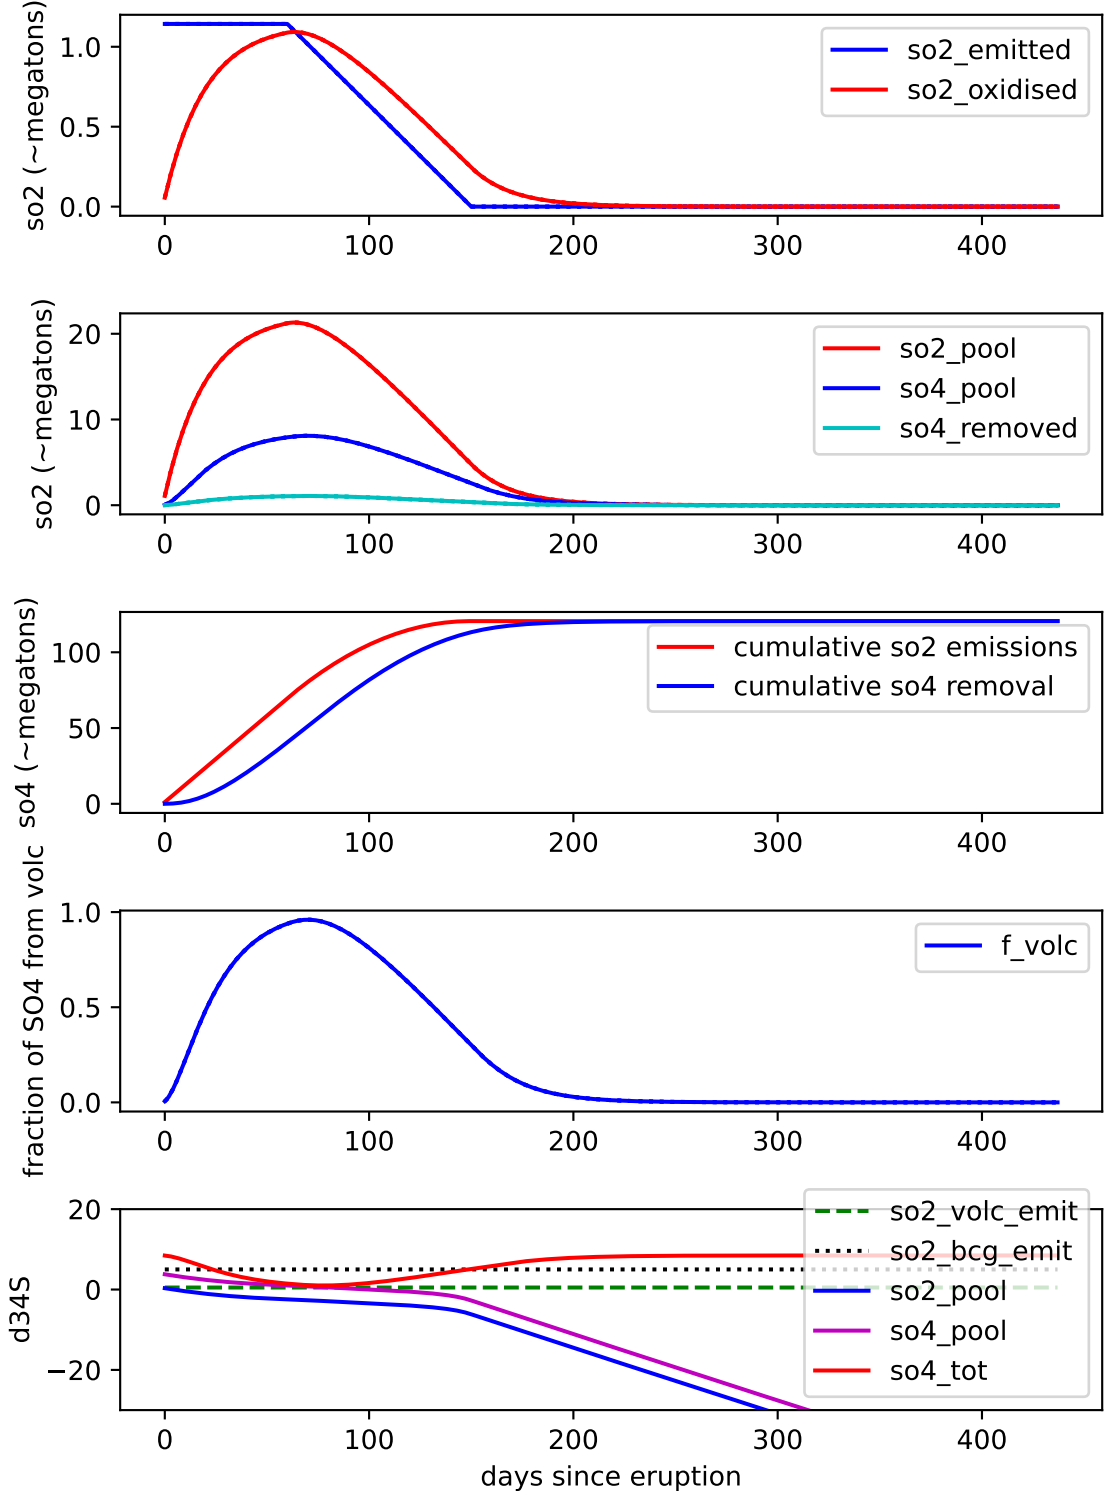 so2 (~megatons)
1.0
0.5
0.0
so2_emitted
so2_oxidised
0 100 200 300 400
so2 (~megatons)
20
10
0
so2_pool
so4_pool
so4_removed
0 100 200 300 400
so4 (~megatons)
100
50
0
cumulative so2 emissions
cumulative so4 removal
0 100 200 300 400
fraction of SO4 from volc
1.0
0.5
0.0
f_volc
0 100 200 300 400
d34S
20
0
−20
so2_volc_emit
so2_bcg_emit
so2_pool
so4_pool
so4_tot
0 100 200 300 400
days since eruption